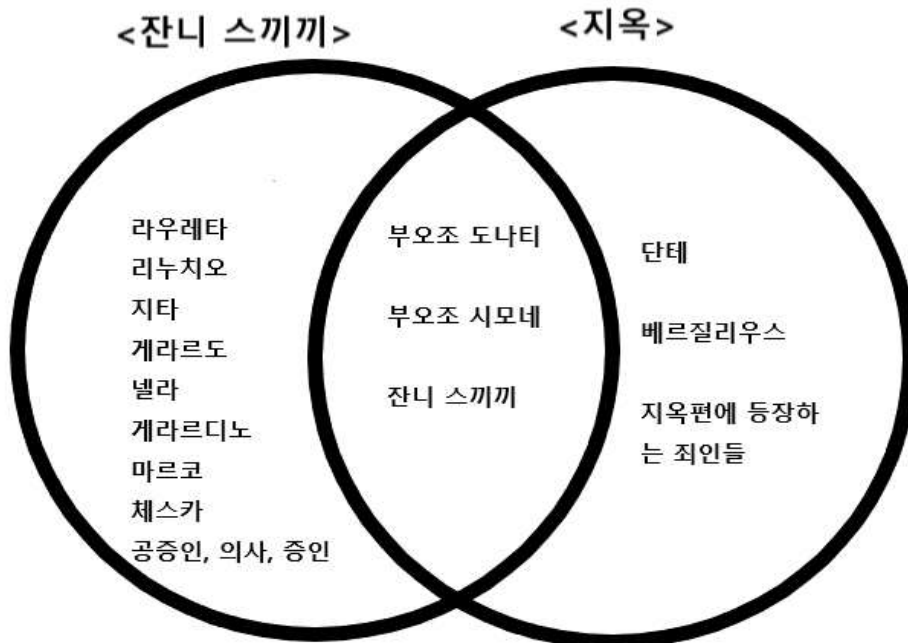 <잔니 스끼끼>
<지옥>
라우레타
리누치오
지타
게라르도
넬라
게라르디노
마르코
체스카
공증인, 의사, 증인
부오조 도나티
부오조 시모네
잔니 스끼끼
단테
베르질리우스
지옥편에 등장하
는 죄인들